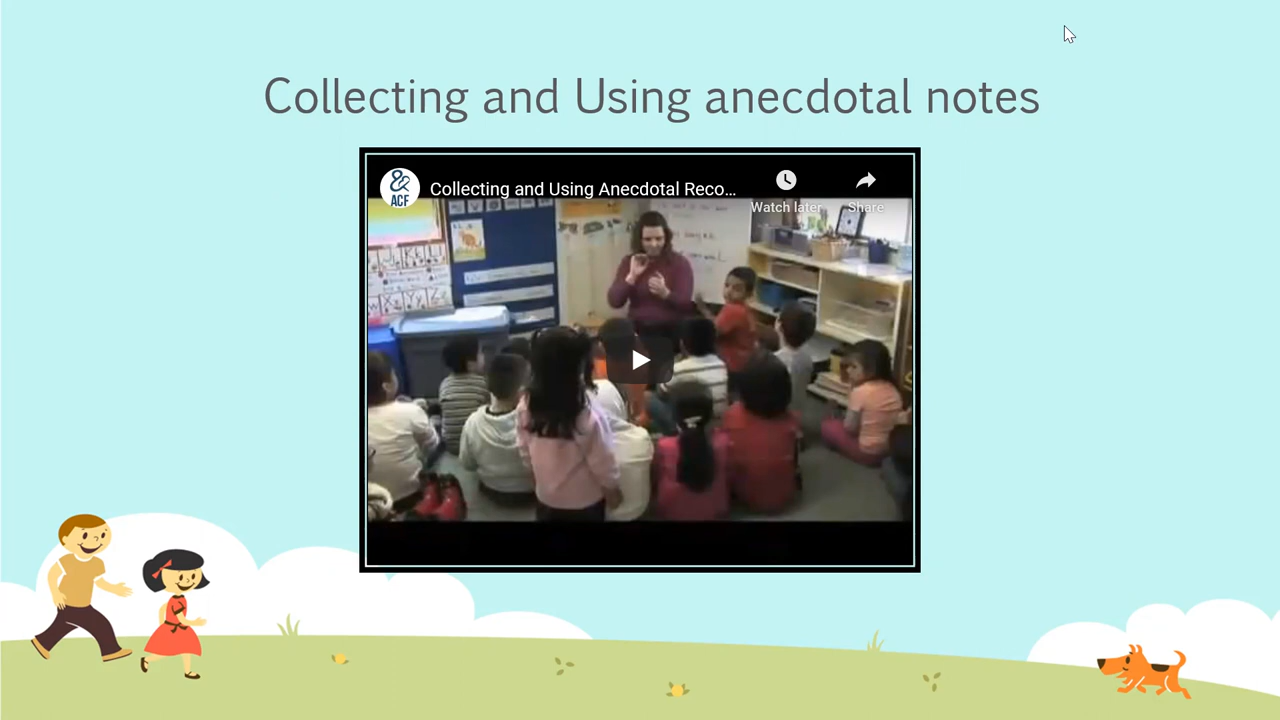 Collecting and Using anecdotal notes
ACF
Collecting and Using Anecdotal Reco...
Watch later
Share